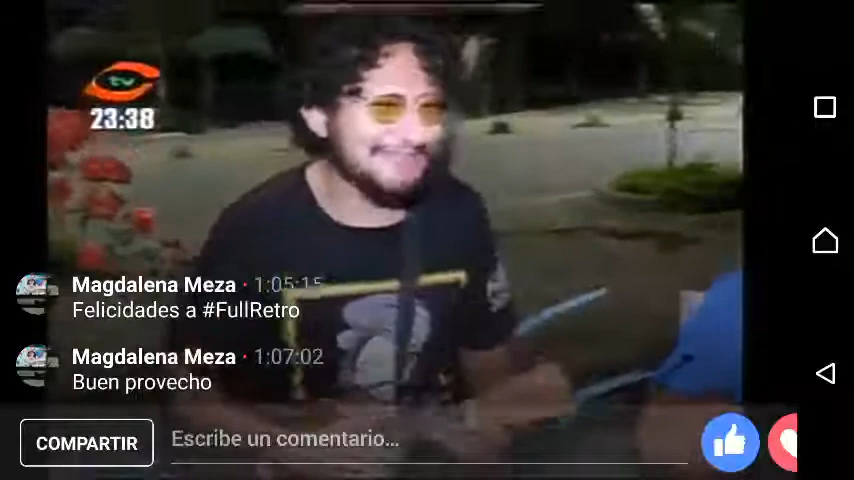 tv
23:38
Magdalena Meza · 1:05:15
Felicidades a #FullRetro
Magdalena Meza · 1:07:02
Buen provecho
COMPARTIR
Escribe un comentario...